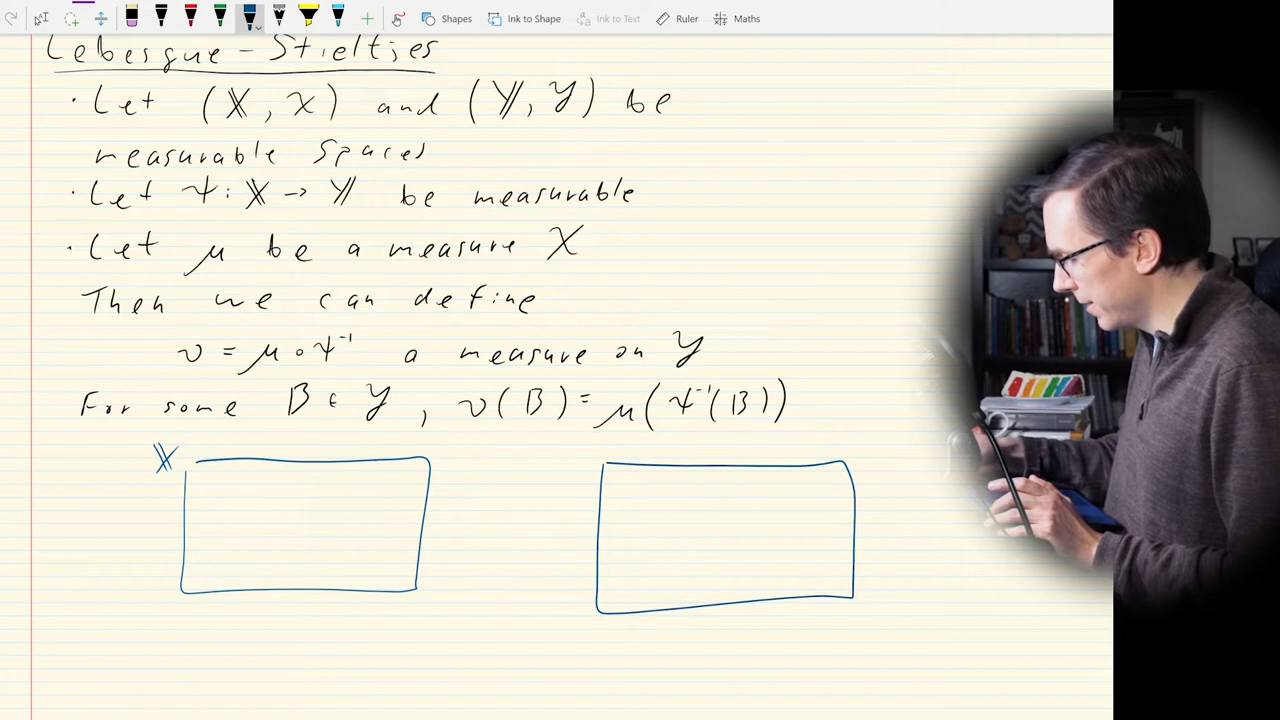 Shapes Ink to Shape Ink to Text Ruler Maths
Lebesgue - Stieltjes
· Let (𝕏, 𝒳) and (𝕐, 𝒴) be
measurable spaces
· Let ψ : 𝕏 → 𝕐 be measurable
· Let μ be a measure 𝒳
Then we can define
ν = μ ∘ ψ⁻¹ a measure on 𝒴
For some B ∈ 𝒴, ν(B) = μ(ψ⁻¹(B))
𝕏